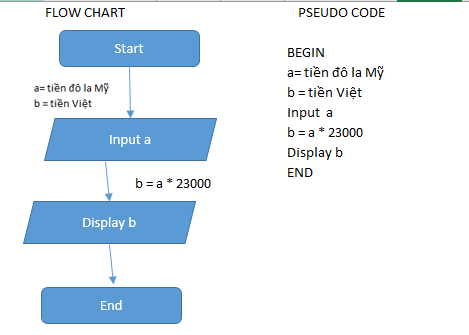 FLOW CHART
Start
a= tiền đô la Mỹ
b = tiền Việt
Input a
b = a * 23000
Display b
End
PSEUDO CODE
BEGIN
a= tiền đô la Mỹ
b = tiền Việt
Input a
b = a * 23000
Display b
END